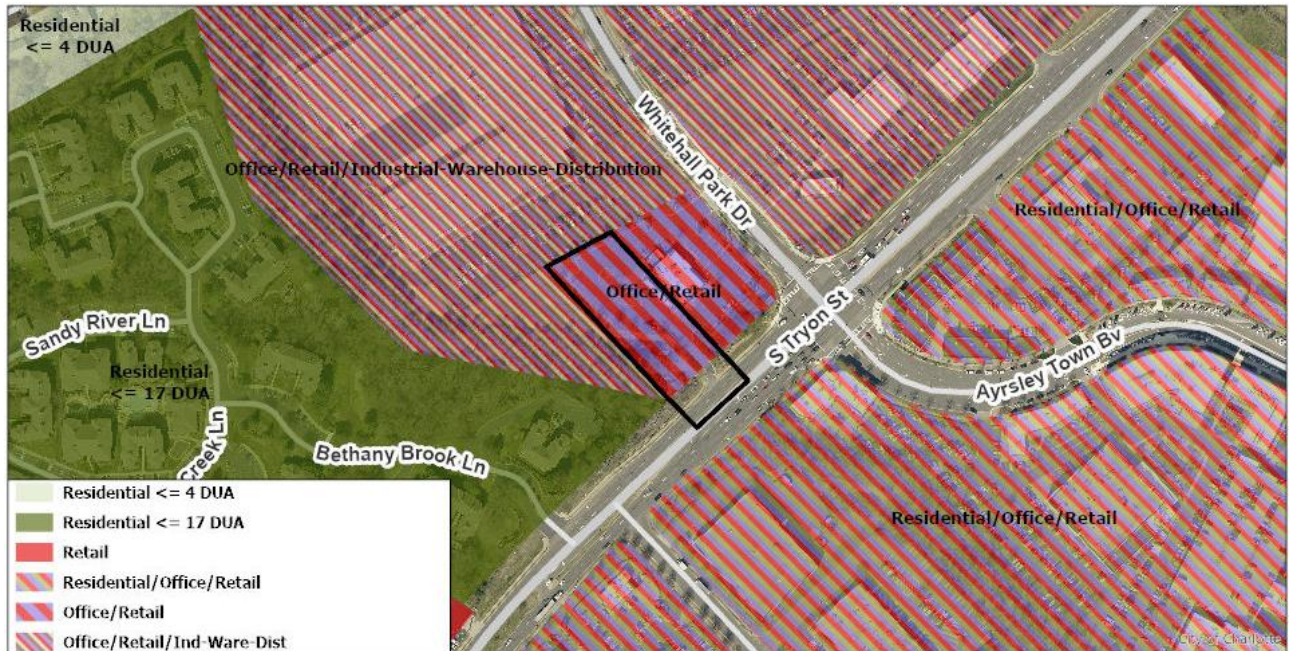 Residential
<= 4 DUA
Whitehall Park Dr
Office/Retail/Industrial-Warehouse-Distribution
Residential/Office/Retail
Office/Retail
S Tryon St
Sandy River Ln
Residential
<= 17 DUA
Ayrsley Town Bv
Creek Ln
Bethany Brook Ln
Residential/Office/Retail
Residential <= 4 DUA
Residential <= 17 DUA
Retail
Residential/Office/Retail
Office/Retail
Office/Retail/Ind-Ware-Dist
City of Charlotte